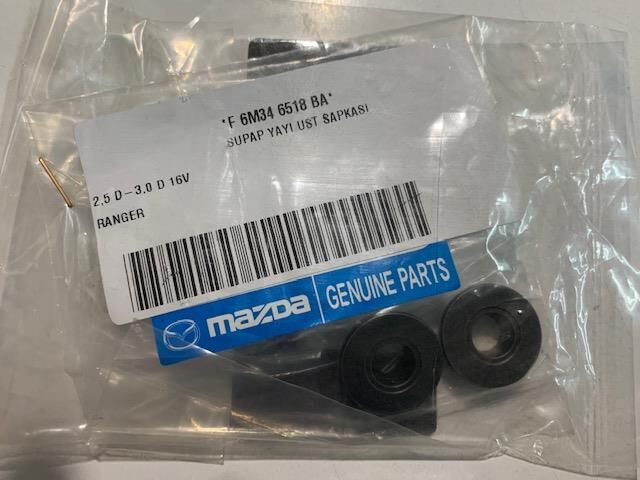 *F 6M34 6518 BA*
SUPAP YAYI UST SAPKASI
2.5 D-3.0 D 16V
RANGER
mazda GENUINE PARTS